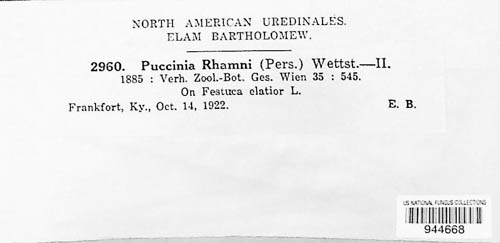 NORTH AMERICAN UREDINALES.
ELAM BARTHOLOMEW.
2960. Puccinia Rhamni (Pers.) Wettst.—II.
1885 : Verh. Zool.-Bot. Ges. Wien 35 : 545.
On Festuca elatior L.
Frankfort, Ky., Oct. 14, 1922. E. B.
US NATIONAL FUNGUS COLLECTIONS
944668